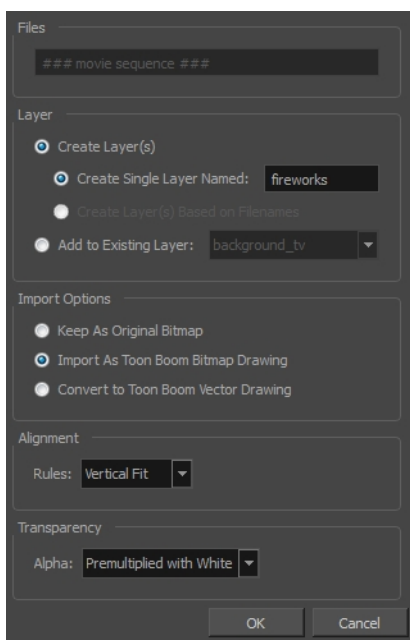 Files
### movie sequence ###
Layer
Create Layer(s)
Create Single Layer Named: fireworks
Create Layer(s) Based on Filenames
Add to Existing Layer: background_tv
Import Options
Keep As Original Bitmap
Import As Toon Boom Bitmap Drawing
Convert to Toon Boom Vector Drawing
Alignment
Rules: Vertical Fit
Transparency
Alpha: Premultiplied with White
OK Cancel